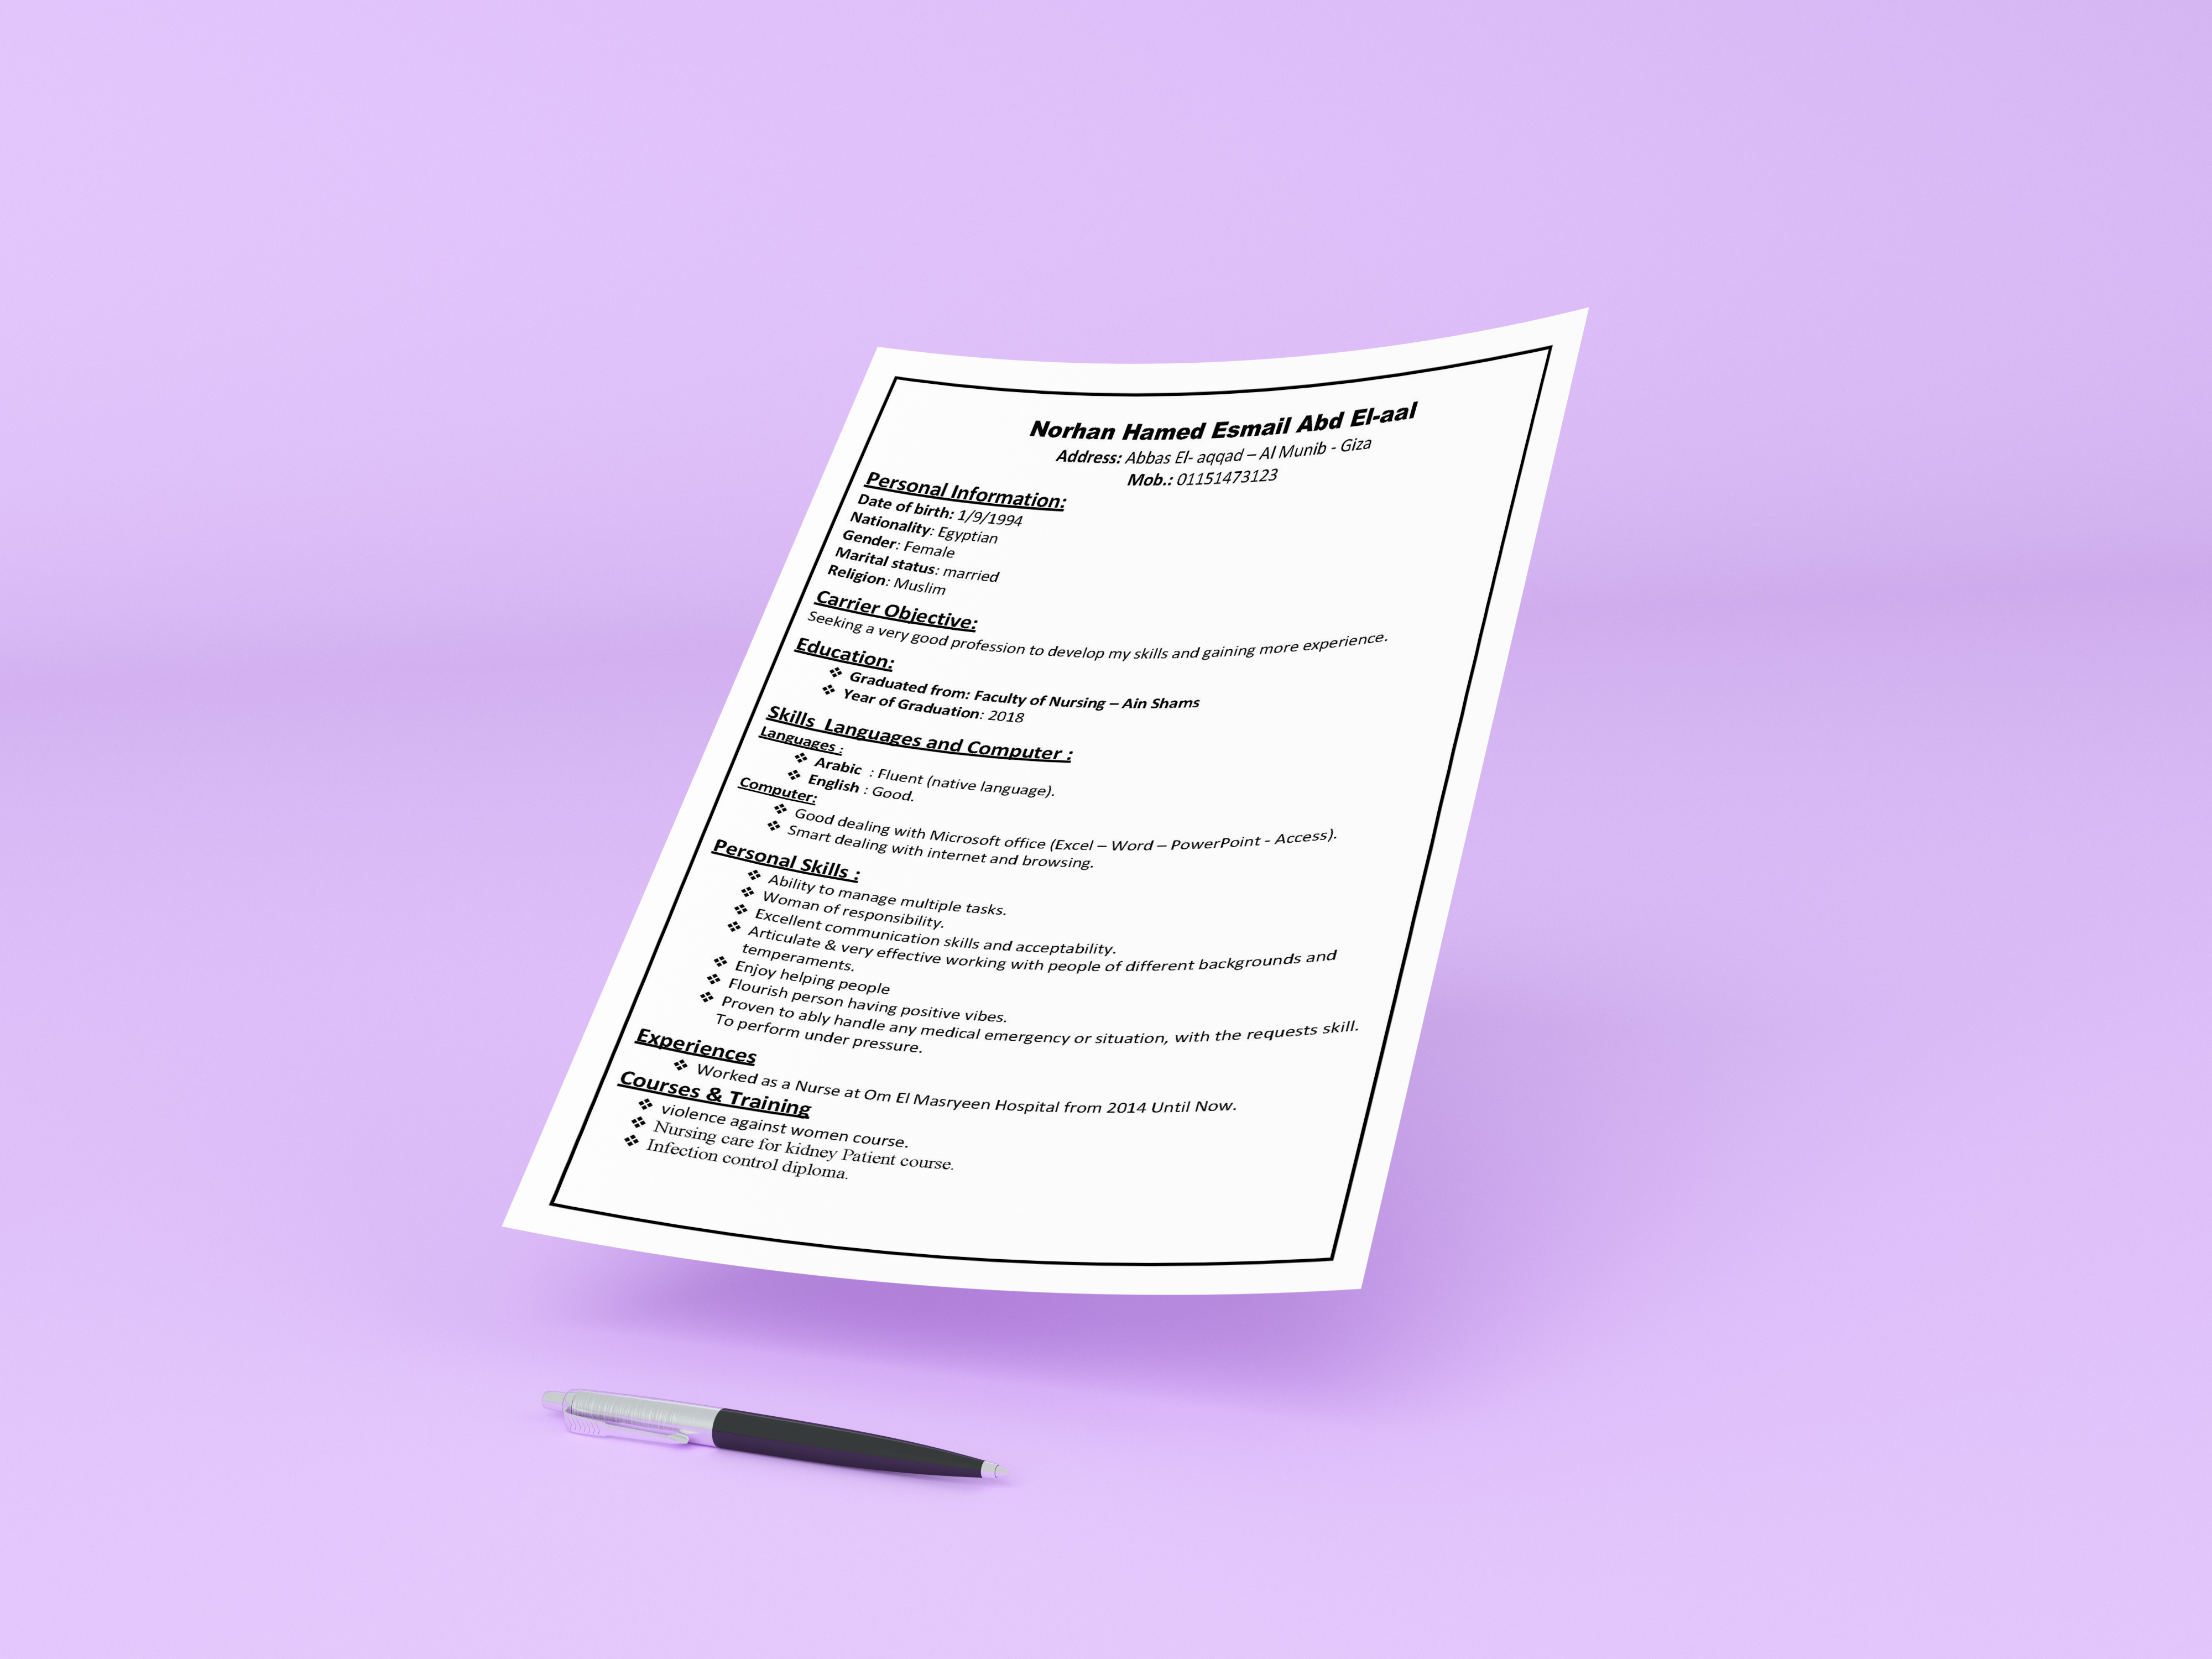 Norhan Hamed Esmail Abd El-aal
Address: Abbas El- aqqad – Al Munib - Giza
Mob.: 01151473123
Personal Information:
Date of birth: 1/9/1994
Nationality: Egyptian
Gender: Female
Marital status: married
Religion: Muslim
Carrier Objective:
Seeking a very good profession to develop my skills and gaining more experience.
Education:
❖ Graduated from: Faculty of Nursing – Ain Shams
❖ Year of Graduation: 2018
Skills Languages and Computer :
Languages :
❖ Arabic : Fluent (native language).
❖ English : Good.
Computer:
❖ Good dealing with Microsoft office (Excel – Word – PowerPoint - Access).
❖ Smart dealing with internet and browsing.
Personal Skills :
❖ Ability to manage multiple tasks.
❖ Woman of responsibility.
❖ Excellent communication skills and acceptability.
❖ Articulate & very effective working with people of different backgrounds and
temperaments.
❖ Enjoy helping people
❖ Flourish person having positive vibes.
❖ Proven to ably handle any medical emergency or situation, with the requests skill.
To perform under pressure.
Experiences
❖ Worked as a Nurse at Om El Masryeen Hospital from 2014 Until Now.
Courses & Training
❖ violence against women course.
❖ Nursing care for kidney Patient course.
❖ Infection control diploma.